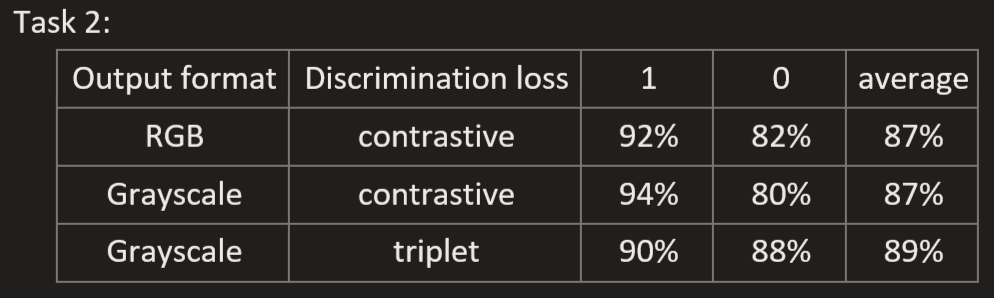 Task 2:
Output format Discrimination loss 1 0 average
RGB contrastive 92% 82% 87%
Grayscale contrastive 94% 80% 87%
Grayscale triplet 90% 88% 89%